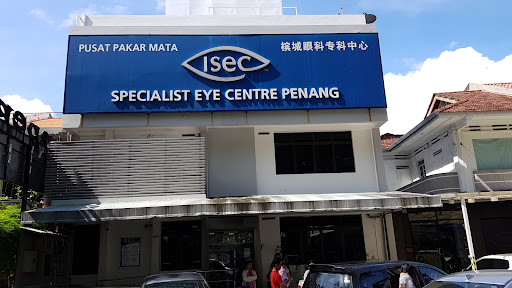 PUSAT PAKAR MATA
isec
槟城眼科专科中心
SPECIALIST EYE CENTRE PENANG